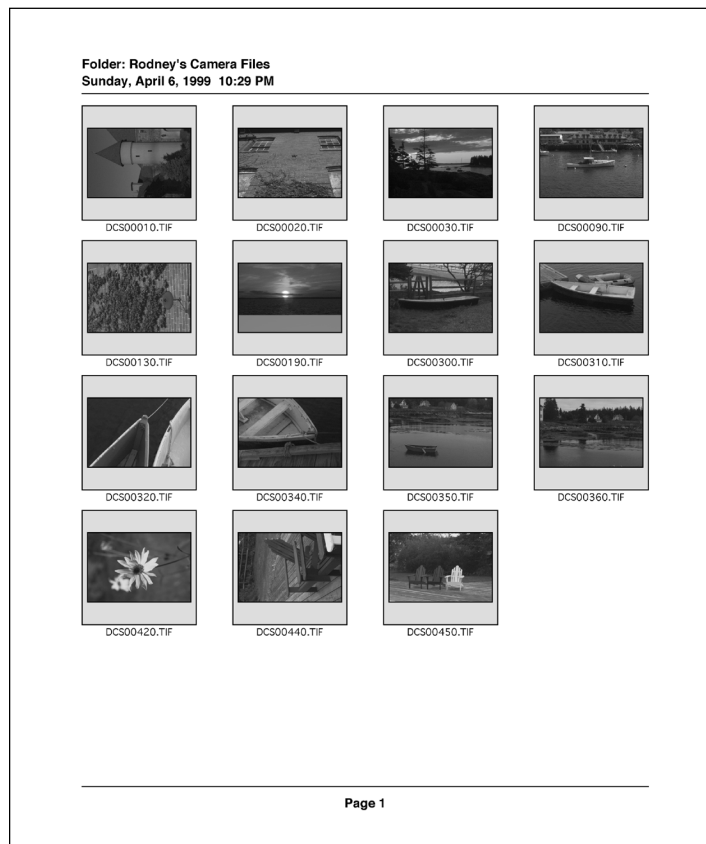 Folder: Rodney's Camera Files
Sunday, April 6, 1999 10:29 PM
DCS00010.TIF DCS00020.TIF DCS00030.TIF DCS00090.TIF
DCS00130.TIF DCS00190.TIF DCS00300.TIF DCS00310.TIF
DCS00320.TIF DCS00340.TIF DCS00350.TIF DCS00360.TIF
DCS00420.TIF DCS00440.TIF DCS00450.TIF
Page 1